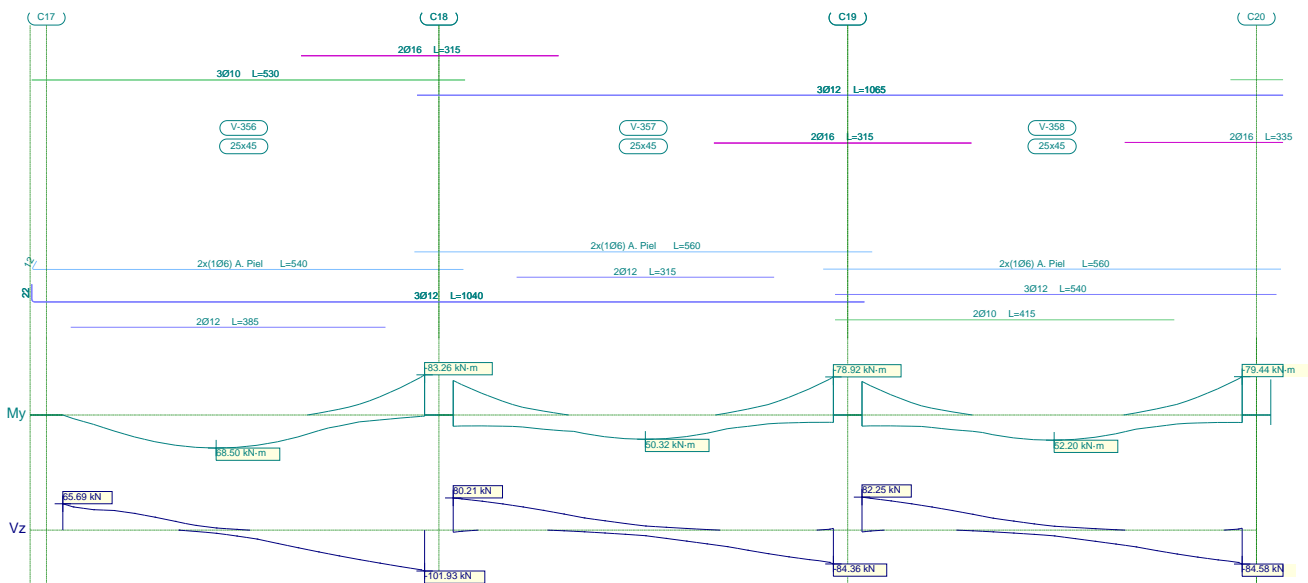 C17 C18 C19 C20
2Ø16 L=315
3Ø10 L=530
3Ø12 L=1065
V-356 V-357 V-358
25x45 25x45 25x45
2Ø16 L=315
2Ø16 L=335
2x(1Ø6) A. Piel L=560
12
2x(1Ø6) A. Piel L=540
2x(1Ø6) A. Piel L=560
2Ø12 L=315
22
3Ø12 L=1040
3Ø12 L=540
2Ø10 L=415
2Ø12 L=385
-83.26 kN·m
-78.92 kN·m
-79.44 kN·m
My
68.50 kN·m
50.32 kN·m
52.20 kN·m
65.69 kN
80.21 kN
82.25 kN
Vz
-101.93 kN
-84.36 kN
-84.58 kN